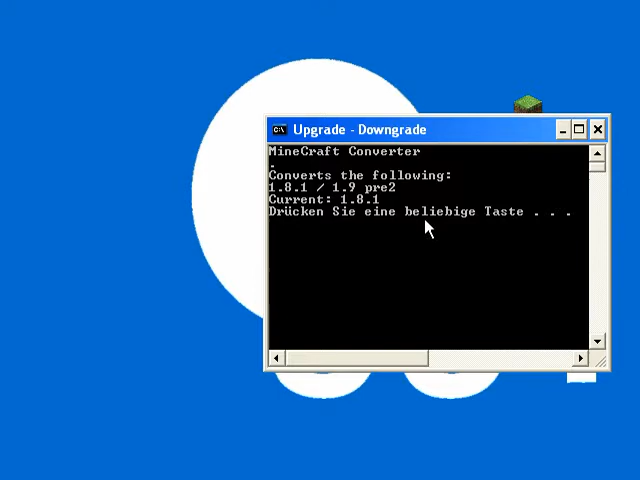 Upgrade - Downgrade
MineCraft Converter
.
Converts the following:
1.8.1 / 1.9 pre2
Current: 1.8.1
Drücken Sie eine beliebige Taste . . .